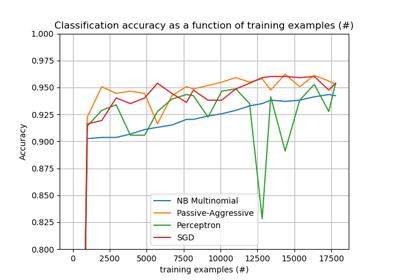 Classification accuracy as a function of training examples (#)
1.000
0.975
0.950
0.925
0.900
0.875
0.850
0.825
0.800
Accuracy
NB Multinomial
Passive-Aggressive
Perceptron
SGD
0 2500 5000 7500 10000 12500 15000 17500
training examples (#)